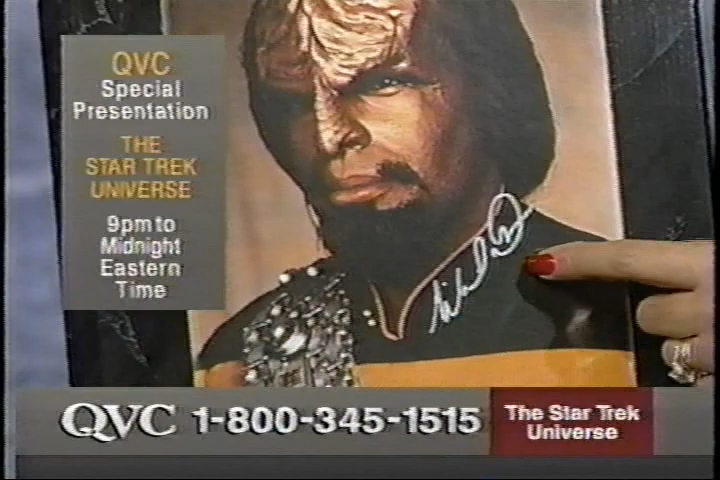 QVC
Special
Presentation
THE
STAR TREK
UNIVERSE
9pm to
Midnight
Eastern
Time
QVC 1-800-345-1515
The Star Trek
Universe